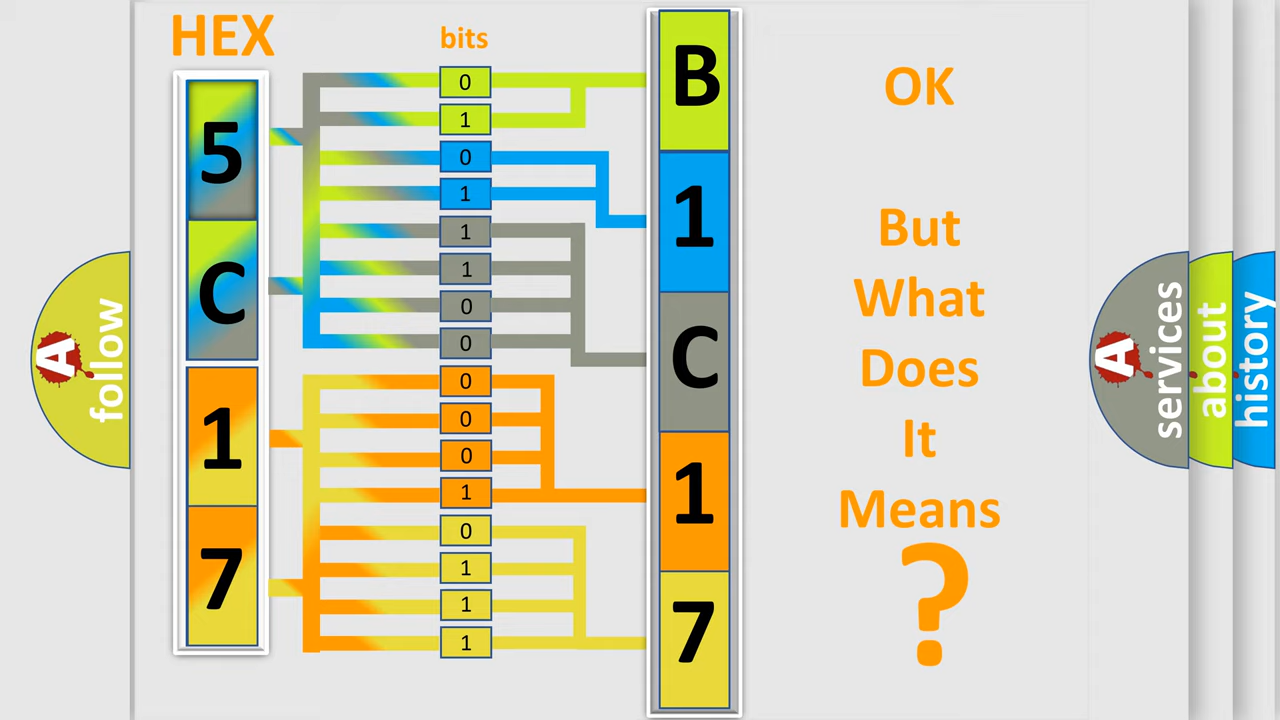 HEX
bits
5
C
1
7
0
1
0
1
1
1
0
0
0
0
0
1
0
1
1
1
B
1
C
1
7
OK
But
What
Does
It
Means
?
A
follow
A
services
about
history